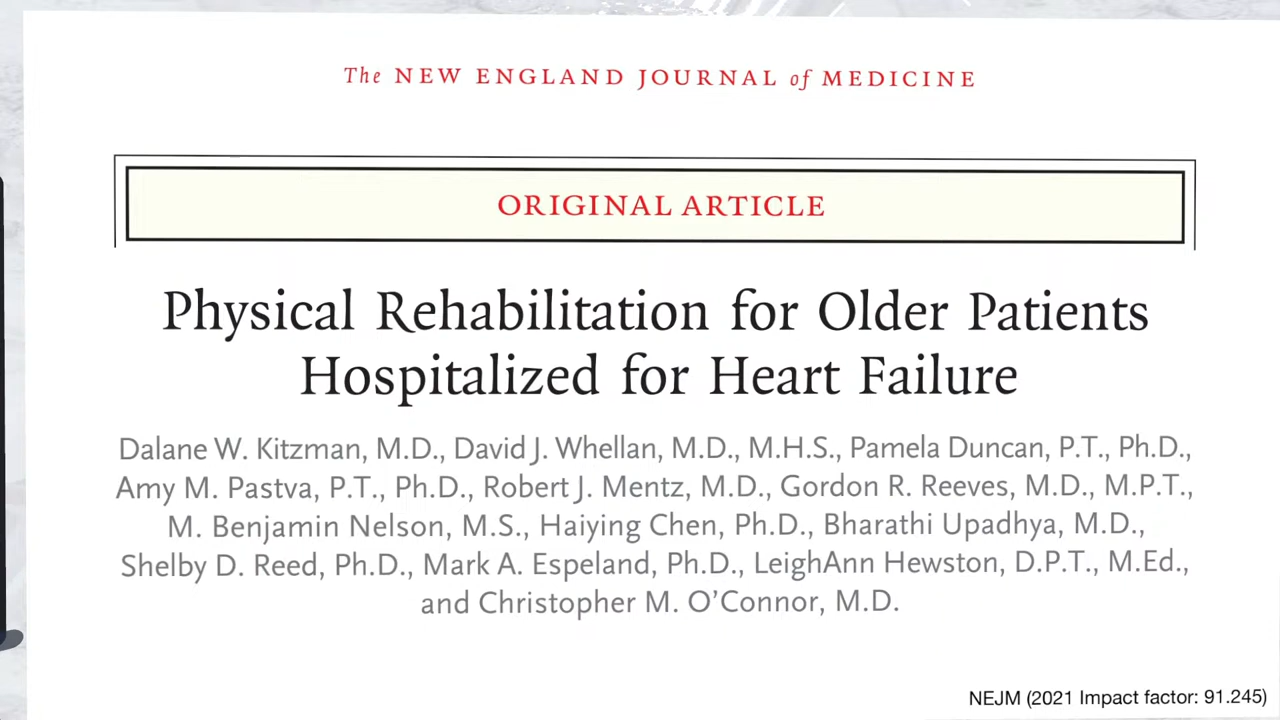 The NEW ENGLAND JOURNAL of MEDICINE
ORIGINAL ARTICLE
Physical Rehabilitation for Older Patients
Hospitalized for Heart Failure
Dalane W. Kitzman, M.D., David J. Whellan, M.D., M.H.S., Pamela Duncan, P.T., Ph.D.,
Amy M. Pastva, P.T., Ph.D., Robert J. Mentz, M.D., Gordon R. Reeves, M.D., M.P.T.,
M. Benjamin Nelson, M.S., Haiying Chen, Ph.D., Bharathi Upadhya, M.D.,
Shelby D. Reed, Ph.D., Mark A. Espeland, Ph.D., LeighAnn Hewston, D.P.T., M.Ed.,
and Christopher M. O’Connor, M.D.
NEJM (2021 Impact factor: 91.245)